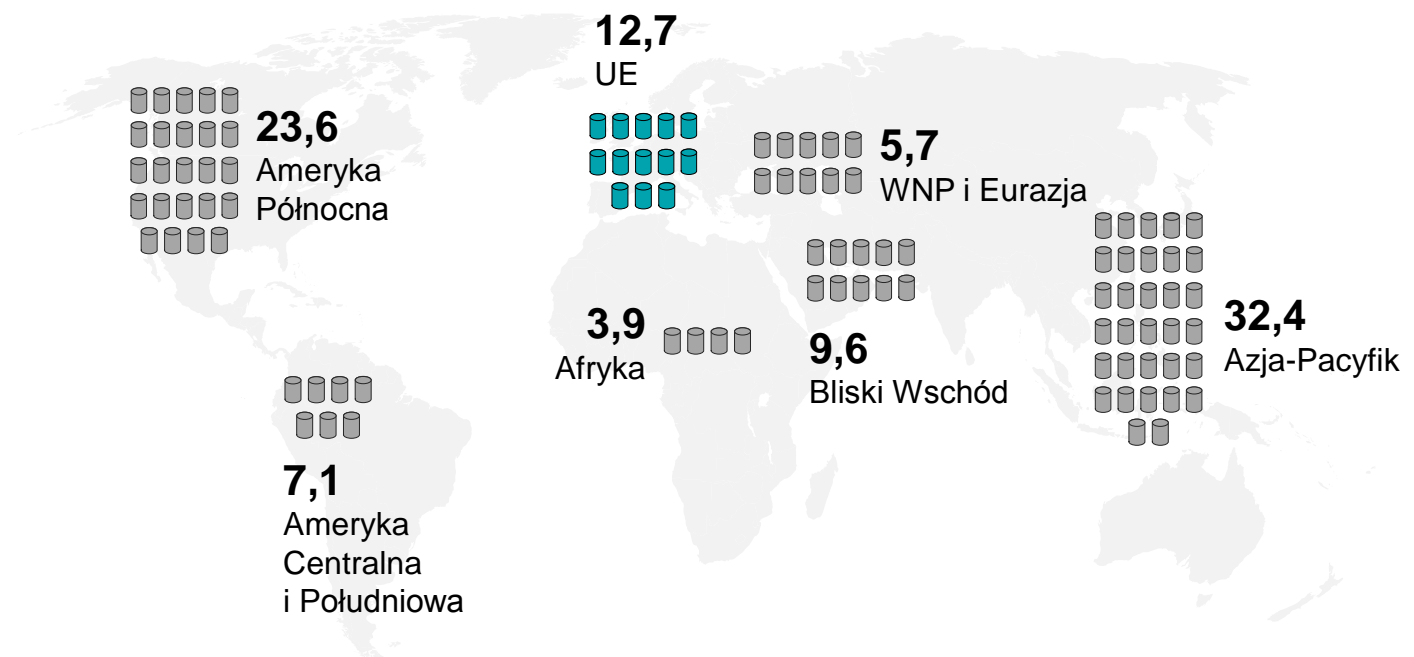 12,7
UE
23,6
Ameryka
Północna
5,7
WNP i Eurazja
3,9
Afryka
9,6
Bliski Wschód
32,4
Azja-Pacyfik
7,1
Ameryka
Centralna
i Południowa